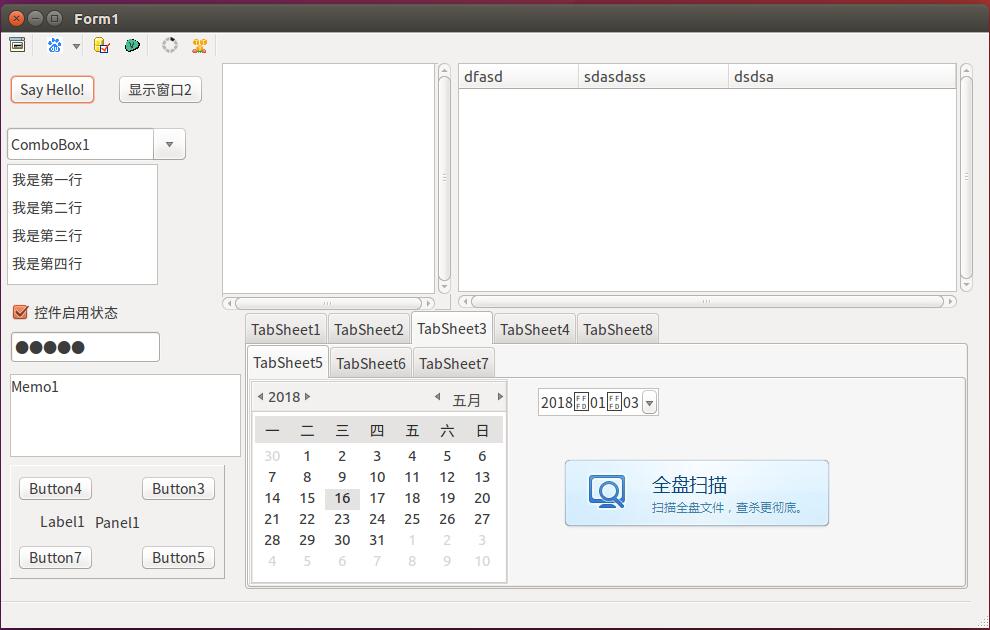 Form1
Say Hello!
显示窗口2
dfasd sdasdass dsdsa
ComboBox1
我是第一行
我是第二行
我是第三行
我是第四行
控件启用状态
●●●●●
Memo1
Button4 Button3
Label1 Panel1
Button7 Button5
TabSheet1 TabSheet2 TabSheet3 TabSheet4 TabSheet8
TabSheet5 TabSheet6 TabSheet7
2018 五月
一 二 三 四 五 六 日
30 1 2 3 4 5 6
7 8 9 10 11 12 13
14 15 16 17 18 19 20
21 22 23 24 25 26 27
28 29 30 31 1 2 3
4 5 6 7 8 9 10
2018�01�03
全盘扫描
扫描全盘文件，查杀更彻底。